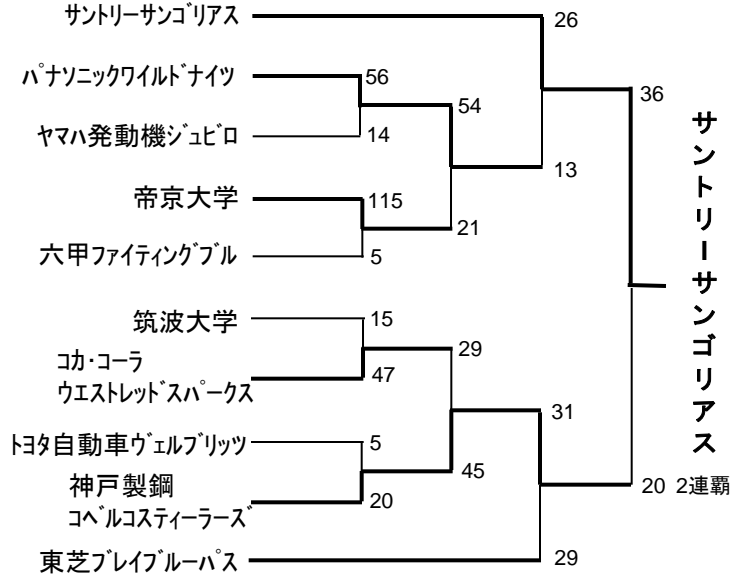 サントリーサンゴリアス
26
パナソニックワイルドナイツ
56
36
54
ヤマハ発動機ジュビロ
14
13
帝京大学
115
21
六甲ファイティングブル
5
サントリーサンゴリアス
筑波大学
15
29
コカ・コーラ
ウエストレッドスパークス
47
31
トヨタ自動車ヴェルブリッツ
5
45
神戸製鋼
コベルコスティーラーズ
20
20 2連覇
東芝ブレイブルーパス
29